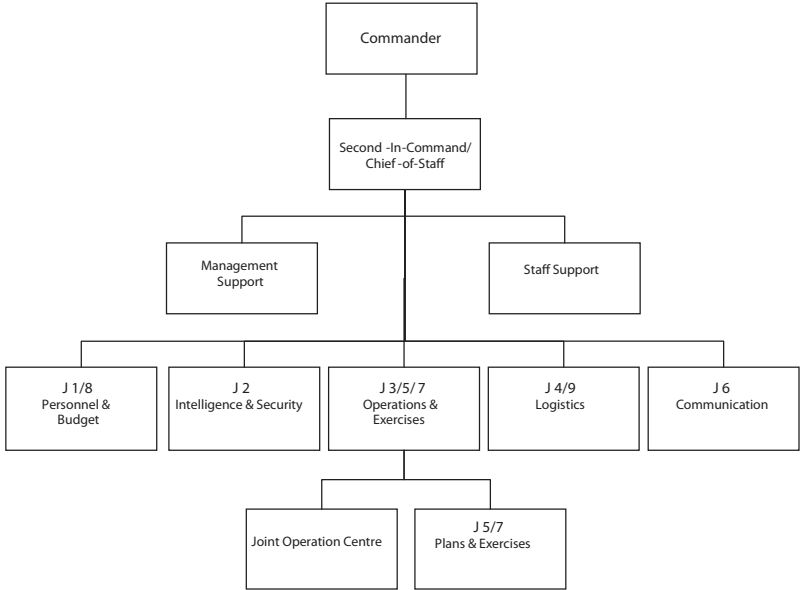 Commander
Second -In-Command/
Chief -of-Staff
Management
Support
Staff Support
J 1/8
Personnel &
Budget
J 2
Intelligence & Security
J 3/5/ 7
Operations &
Exercises
J 4/9
Logistics
J 6
Communication
Joint Operation Centre
J 5/7
Plans & Exercises